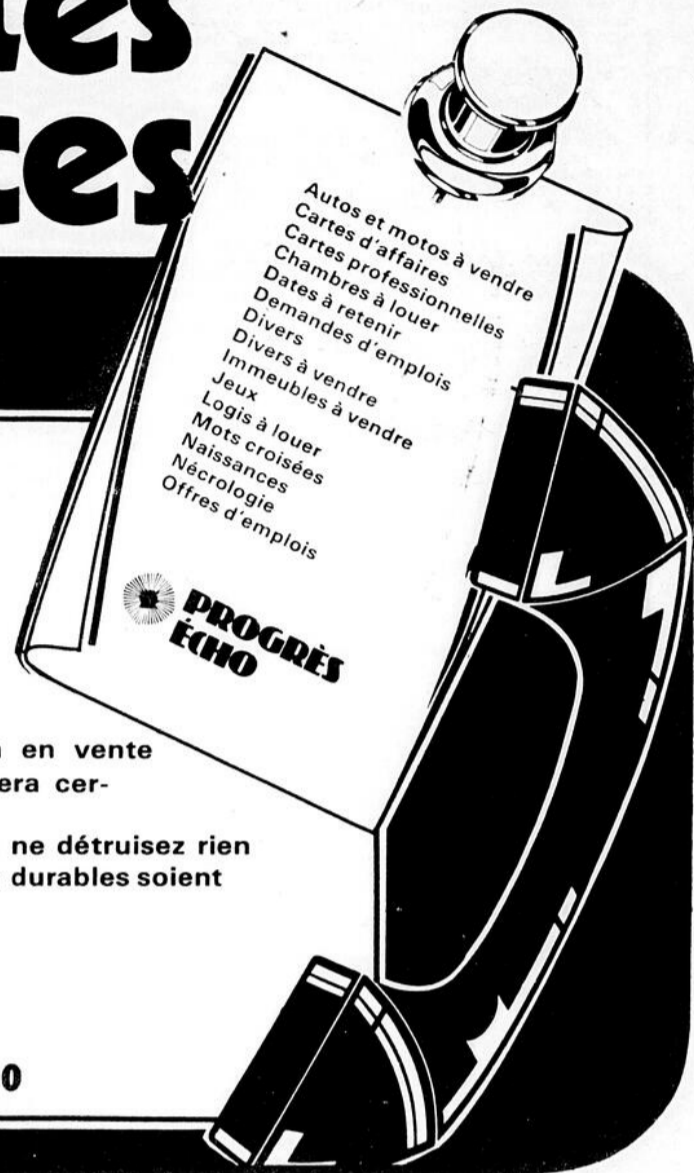 les
ces
Autos et motos à vendre
Cartes d'affaires
Cartes professionnelles
Chambres à louer
Dates à retenir
Demandes d'emplois
Divers
Divers à vendre
Immeubles à vendre
Jeux
Logis à louer
Mots croisées
Naissances
Nécrologie
Offres d'emplois
PROGRÈS
ÉCHO
en vente
era cer-
ne détruisez rien
durables soient
0